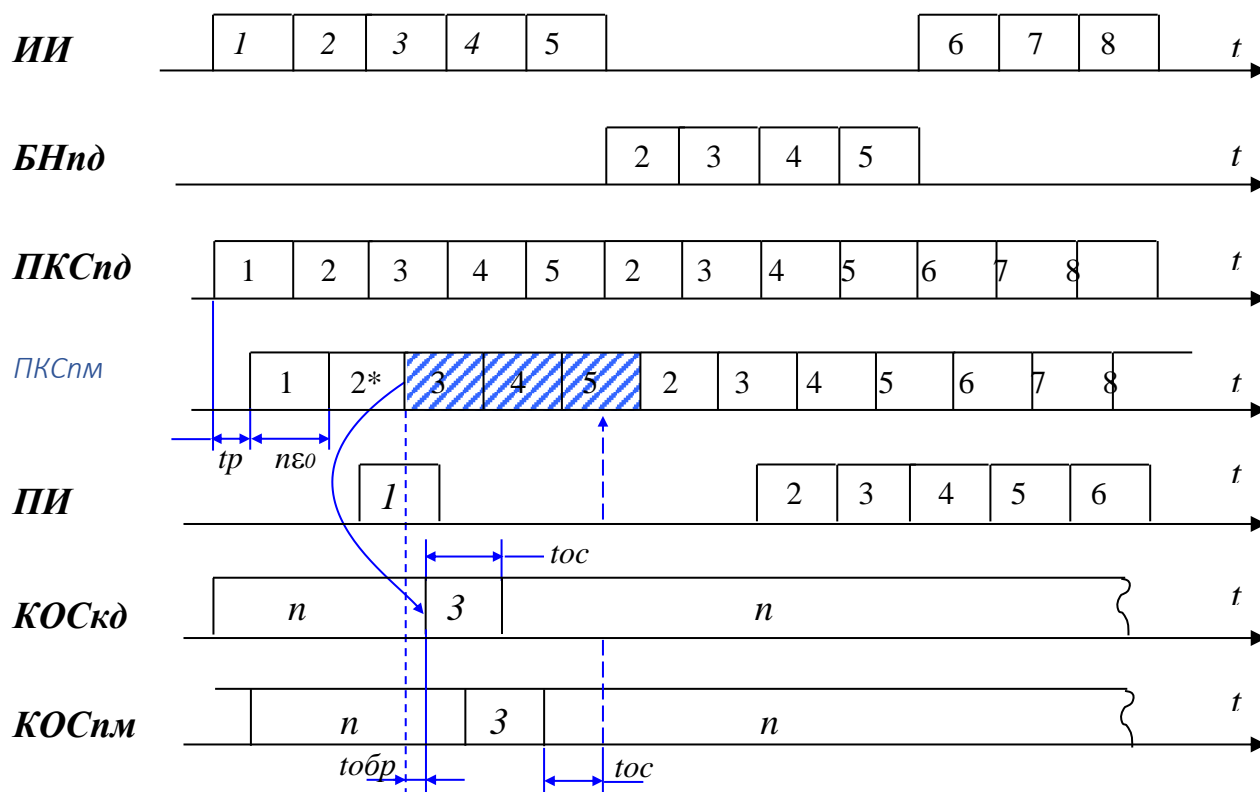 ИИ 1 2 3 4 5 6 7 8 t
БНпд 2 3 4 5 t
ПКСпд 1 2 3 4 5 2 3 4 5 6 7 8 t
ПКСпм 1 2* 3 4 5 2 3 4 5 6 7 8 t
tр nε0
ПИ 1 2 3 4 5 6 t
tос
КОСкд n 3 n t
КОСпм n 3 n t
tобр tос